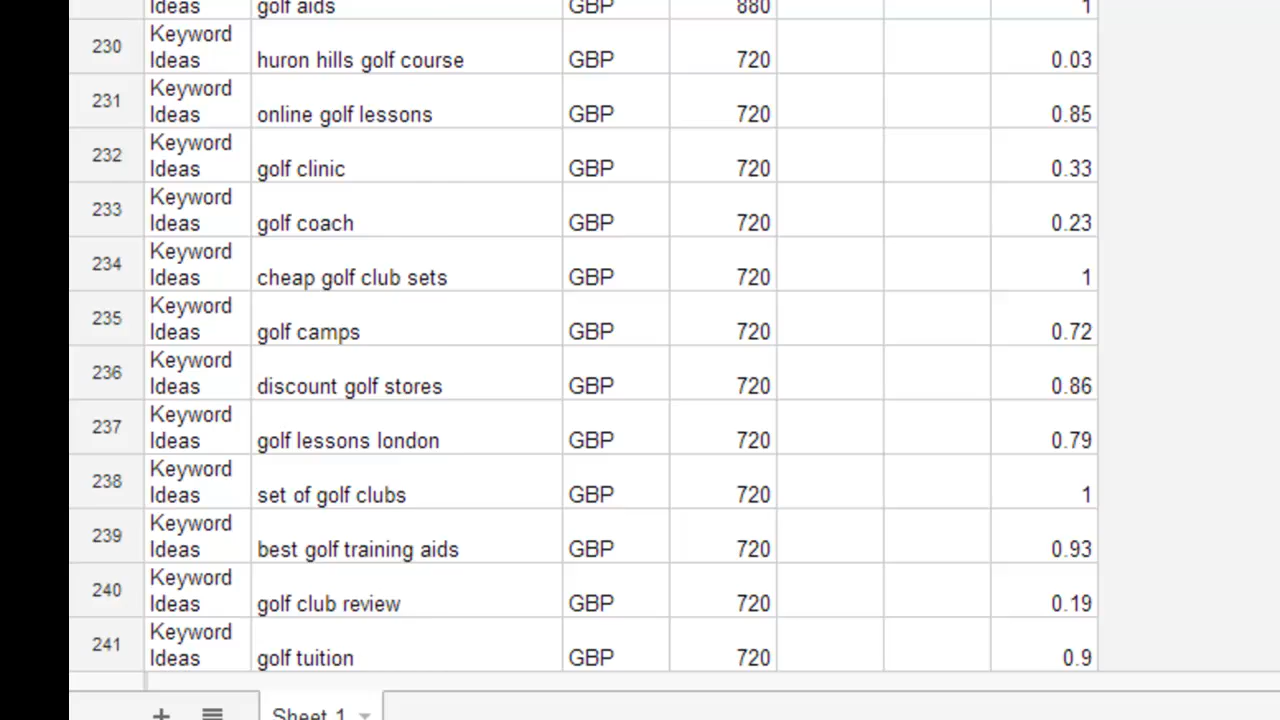 Ideas golf aids GBP 880 1
230 Keyword Ideas huron hills golf course GBP 720 0.03
231 Keyword Ideas online golf lessons GBP 720 0.85
232 Keyword Ideas golf clinic GBP 720 0.33
233 Keyword Ideas golf coach GBP 720 0.23
234 Keyword Ideas cheap golf club sets GBP 720 1
235 Keyword Ideas golf camps GBP 720 0.72
236 Keyword Ideas discount golf stores GBP 720 0.86
237 Keyword Ideas golf lessons london GBP 720 0.79
238 Keyword Ideas set of golf clubs GBP 720 1
239 Keyword Ideas best golf training aids GBP 720 0.93
240 Keyword Ideas golf club review GBP 720 0.19
241 Keyword Ideas golf tuition GBP 720 0.9
Sheet 1